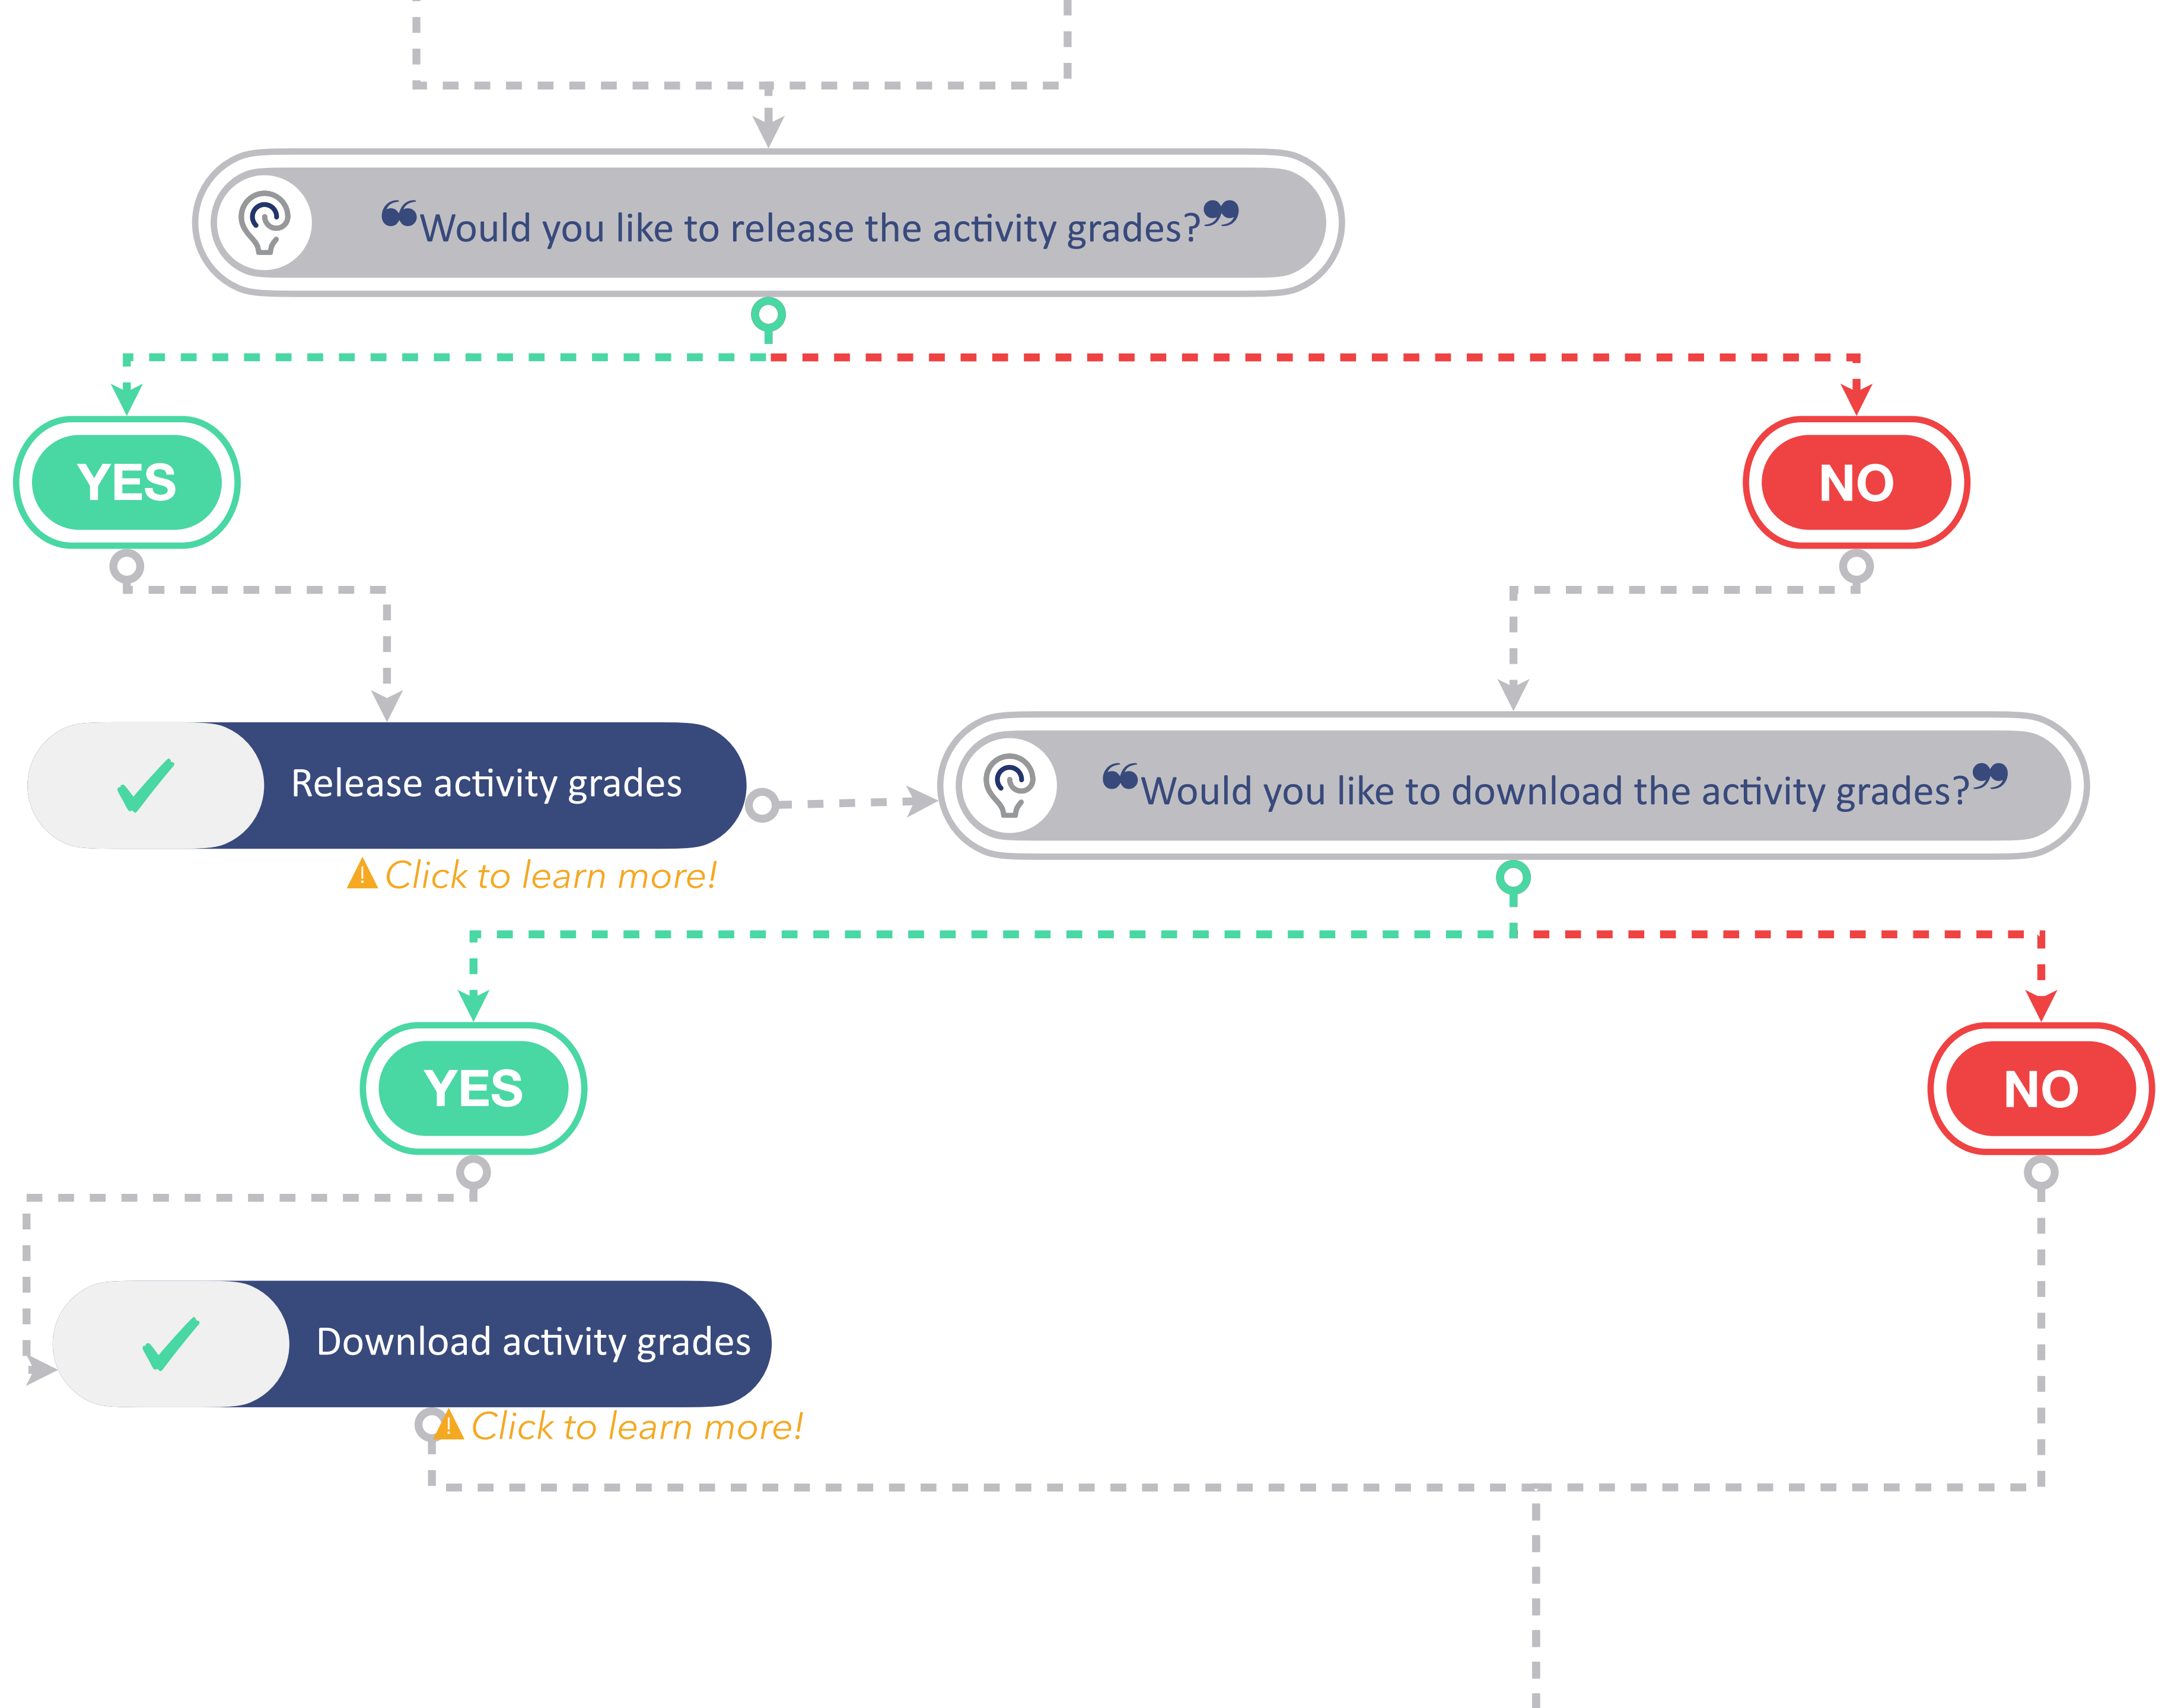 ❝Would you like to release the activity grades?❞
YES
NO
Release activity grades
❝Would you like to download the activity grades?❞
Click to learn more!
YES
NO
Download activity grades
Click to learn more!